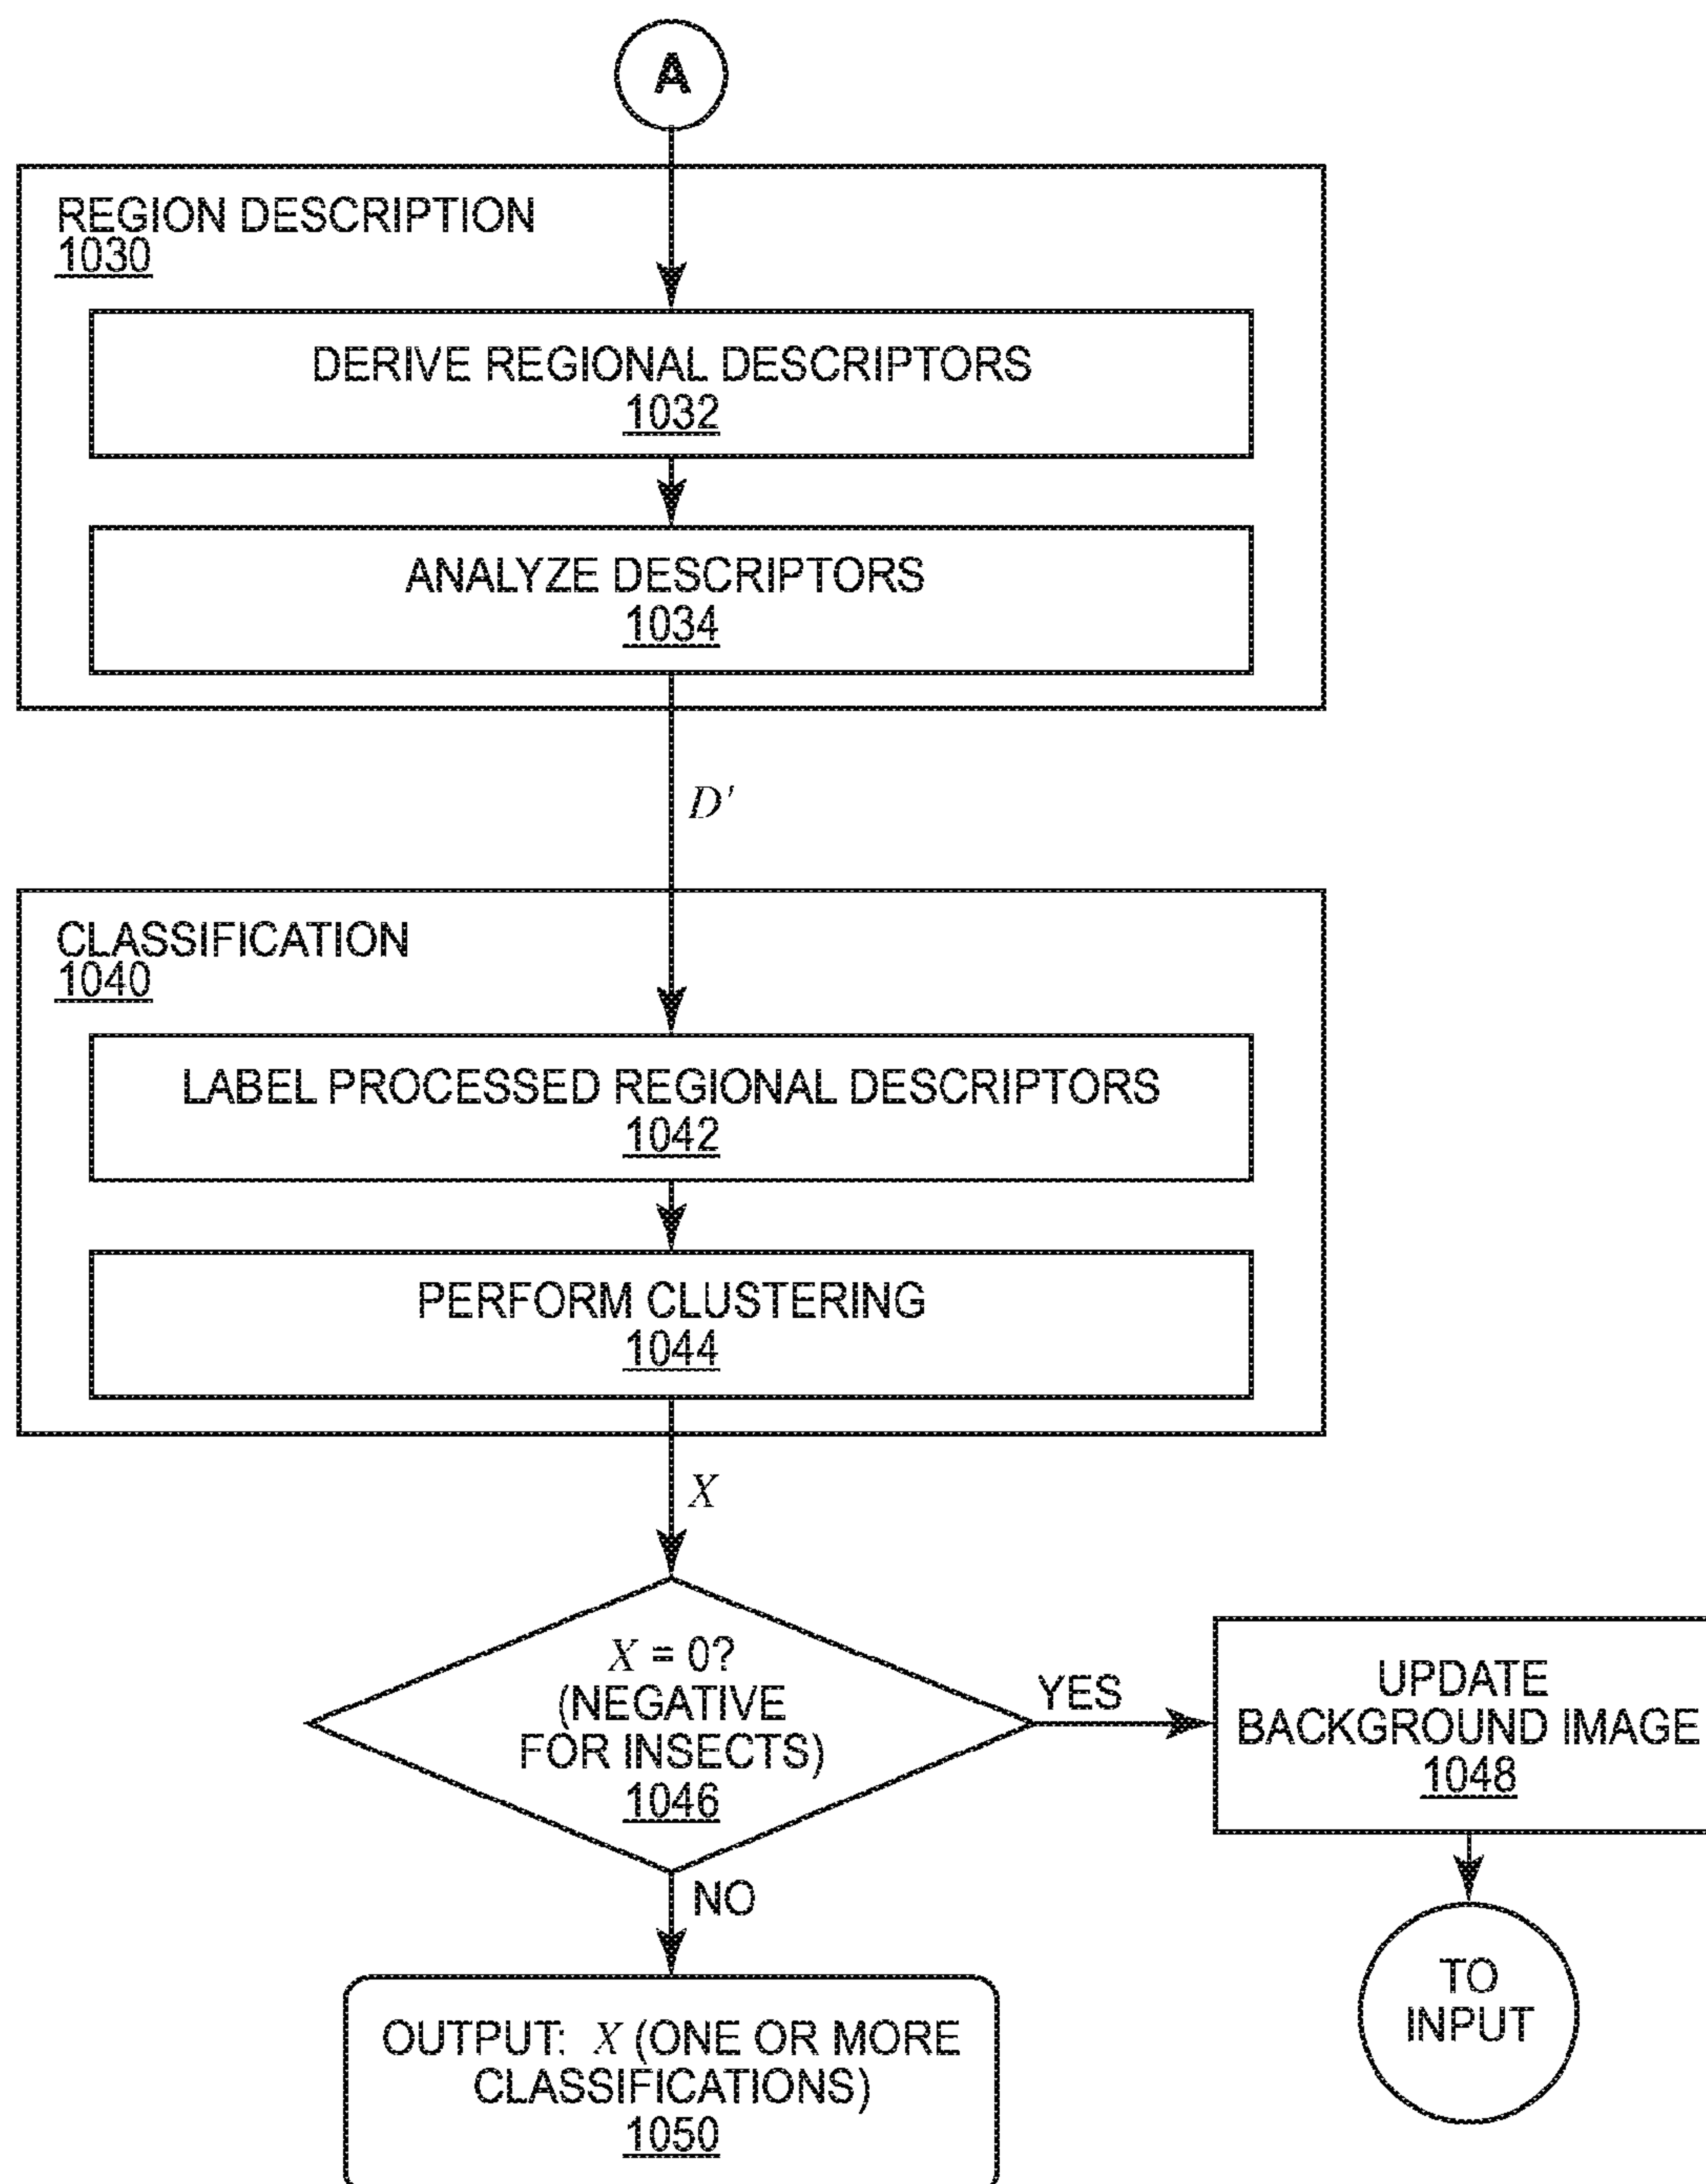 A
REGION DESCRIPTION
1030
DERIVE REGIONAL DESCRIPTORS
1032
ANALYZE DESCRIPTORS
1034
D'
CLASSIFICATION
1040
LABEL PROCESSED REGIONAL DESCRIPTORS
1042
PERFORM CLUSTERING
1044
X
X = 0?
(NEGATIVE
FOR INSECTS)
1046
YES
UPDATE
BACKGROUND IMAGE
1048
NO
TO
INPUT
OUTPUT: X (ONE OR MORE
CLASSIFICATIONS)
1050